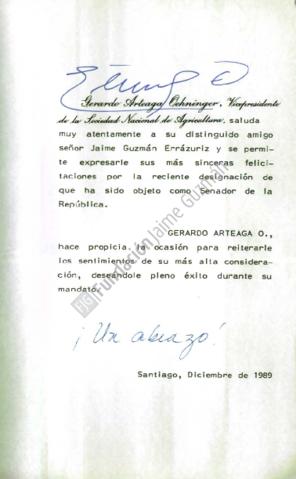 Gerardo Arteaga Oehninger, Vicepresidente
de la Sociedad Nacional de Agricultura, saluda
muy atentamente a su distinguido amigo
señor Jaime Guzmán Errázuriz y se permi-
te expresarle sus más sinceras felici-
taciones por la reciente designación de
que ha sido objeto como Senador de la
República.
GERARDO ARTEAGA O.,
hace propicia la ocasión para reiterarle
los sentimientos de su más alta considera-
ción, deseándole pleno éxito durante su
mandato.
¡Un abrazo!
Santiago, Diciembre de 1989
Fundación Jaime Guzmán